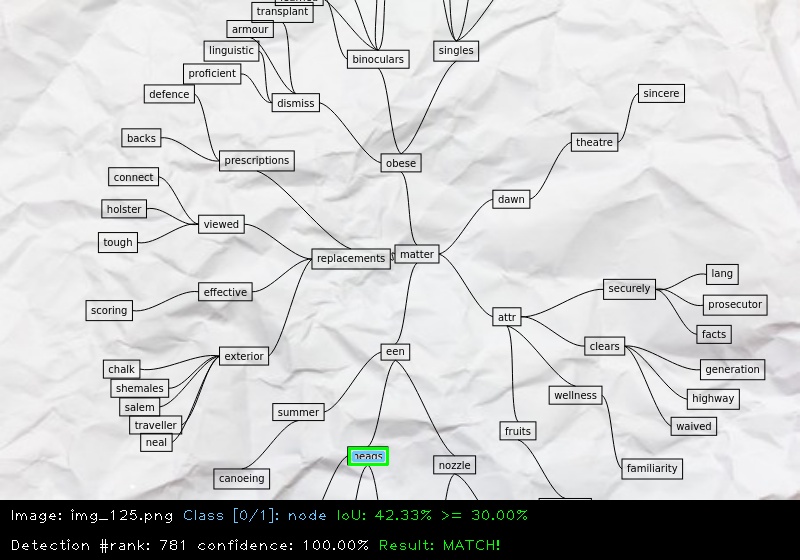 transplant
armour
linguistic
binoculars
singles
proficient
defence
dismiss
sincere
backs
theatre
prescriptions
obese
connect
dawn
holster
viewed
tough
replacements
matter
lang
securely
effective
prosecutor
scoring
attr
facts
clears
exterior
een
chalk
generation
shemales
wellness
highway
salem
summer
traveller
waived
fruits
neal
nozzle
familiarity
canoeing
Image: img_125.png Class [0/1]: node IoU: 42.33% >= 30.00%
Detection #rank: 781 confidence: 100.00% Result: MATCH!